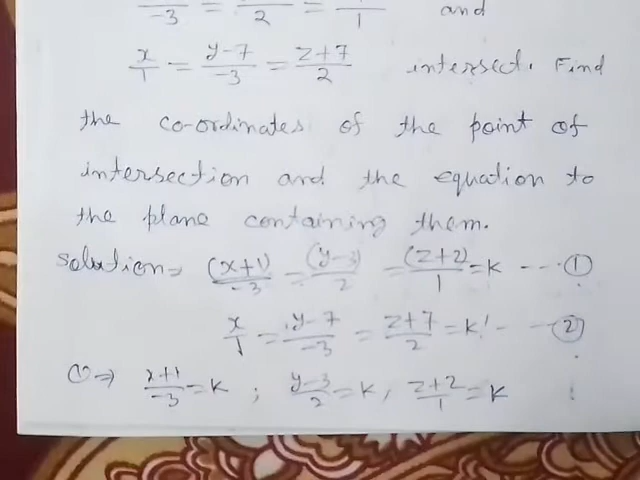 -3 = 2 = 1 and
x/1 = y-7/-3 = z+7/2 intersect. Find
the co-ordinates of the point of
intersection and the equation to
the plane containing them.
Solution⇒ (x+1)/-3 = (y-3)/2 = (z+2)/1 = K ---- ①
x/1 = y-7/-3 = z+7/2 = K' - --②
①⇒ x+1/-3 = K ; y-3/2 = K, z+2/1 = K